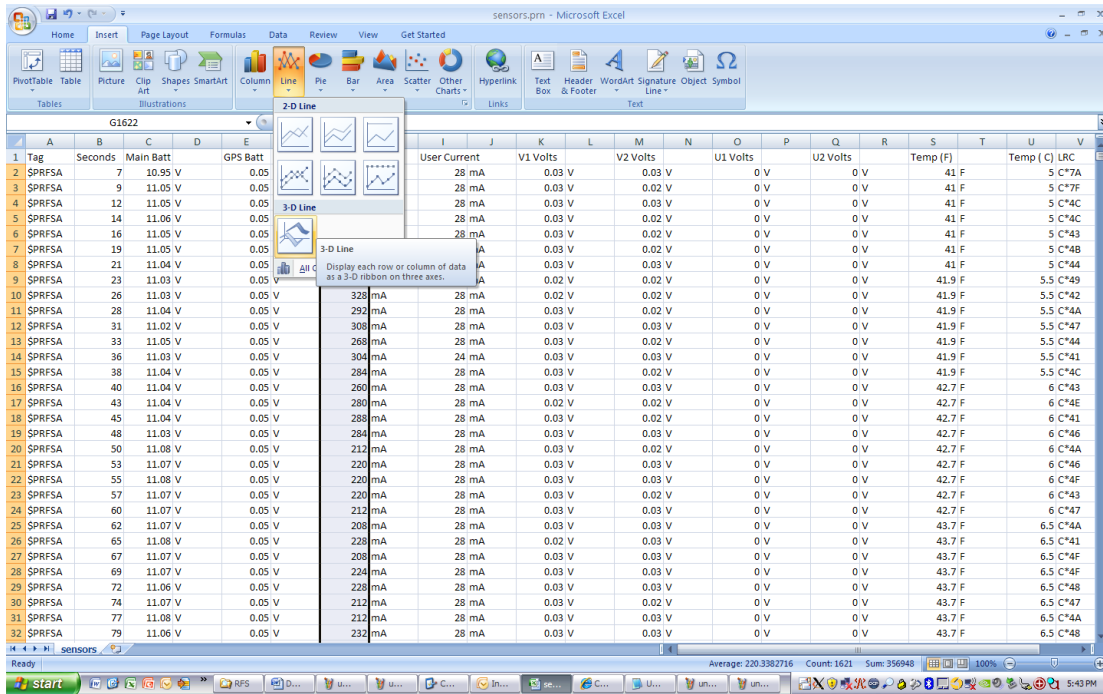 sensors.prn - Microsoft Excel
Home Insert Page Layout Formulas Data Review View Get Started
PivotTable Table Picture Clip Art Shapes SmartArt Column Line Pie Bar Area Scatter Other Charts Hyperlink Text Box Header & Footer WordArt Signature Line Object Symbol
Tables Illustrations Links Text
G1622
2-D Line
3-D Line
3-D Line
Display each row or column of data
as a 3-D ribbon on three axes.
All C
A B C D E I J K L M N O P Q R S T U V
1 Tag Seconds Main Batt GPS Batt User Current V1 Volts V2 Volts U1 Volts U2 Volts Temp (F) Temp ( C) LRC
2 $PRFSA 7 10.95 V 0.05 28 mA 0.03 V 0.03 V 0 V 0 V 41 F 5 C*7A
3 $PRFSA 9 11.05 V 0.05 28 mA 0.03 V 0.02 V 0 V 0 V 41 F 5 C*7F
4 $PRFSA 12 11.05 V 0.05 28 mA 0.03 V 0.03 V 0 V 0 V 41 F 5 C*4C
5 $PRFSA 14 11.06 V 0.05 28 mA 0.03 V 0.02 V 0 V 0 V 41 F 5 C*4C
6 $PRFSA 16 11.05 V 0.05 28 mA 0.03 V 0.02 V 0 V 0 V 41 F 5 C*43
7 $PRFSA 19 11.05 V 0.05 A 0.03 V 0.02 V 0 V 0 V 41 F 5 C*4B
8 $PRFSA 21 11.04 V 0.05 A 0.03 V 0.03 V 0 V 0 V 41 F 5 C*44
9 $PRFSA 23 11.03 V 0.05 V A 0.02 V 0.02 V 0 V 0 V 41.9 F 5.5 C*49
10 $PRFSA 26 11.03 V 0.05 V 328 mA 28 mA 0.02 V 0.02 V 0 V 0 V 41.9 F 5.5 C*42
11 $PRFSA 28 11.04 V 0.05 V 292 mA 28 mA 0.03 V 0.02 V 0 V 0 V 41.9 F 5.5 C*4A
12 $PRFSA 31 11.02 V 0.05 V 308 mA 28 mA 0.03 V 0.03 V 0 V 0 V 41.9 F 5.5 C*47
13 $PRFSA 33 11.05 V 0.05 V 268 mA 28 mA 0.03 V 0.02 V 0 V 0 V 41.9 F 5.5 C*44
14 $PRFSA 36 11.03 V 0.05 V 304 mA 24 mA 0.03 V 0.02 V 0 V 0 V 41.9 F 5.5 C*41
15 $PRFSA 38 11.04 V 0.05 V 284 mA 28 mA 0.03 V 0.02 V 0 V 0 V 41.9 F 5.5 C*4C
16 $PRFSA 40 11.04 V 0.05 V 260 mA 28 mA 0.03 V 0.03 V 0 V 0 V 42.7 F 6 C*43
17 $PRFSA 43 11.04 V 0.05 V 280 mA 28 mA 0.02 V 0.02 V 0 V 0 V 42.7 F 6 C*4E
18 $PRFSA 45 11.04 V 0.05 V 288 mA 28 mA 0.03 V 0.03 V 0 V 0 V 42.7 F 6 C*41
19 $PRFSA 48 11.03 V 0.05 V 284 mA 28 mA 0.03 V 0.03 V 0 V 0 V 42.7 F 6 C*46
20 $PRFSA 50 11.08 V 0.05 V 212 mA 28 mA 0.03 V 0.02 V 0 V 0 V 42.7 F 6 C*4A
21 $PRFSA 53 11.07 V 0.05 V 220 mA 28 mA 0.03 V 0.03 V 0 V 0 V 42.7 F 6 C*46
22 $PRFSA 55 11.08 V 0.05 V 220 mA 28 mA 0.03 V 0.03 V 0 V 0 V 42.7 F 6 C*4F
23 $PRFSA 57 11.07 V 0.05 V 220 mA 28 mA 0.03 V 0.02 V 0 V 0 V 42.7 F 6 C*43
24 $PRFSA 60 11.07 V 0.05 V 212 mA 28 mA 0.03 V 0.02 V 0 V 0 V 42.7 F 6 C*47
25 $PRFSA 62 11.07 V 0.05 V 208 mA 28 mA 0.03 V 0.03 V 0 V 0 V 43.7 F 6.5 C*4A
26 $PRFSA 65 11.08 V 0.05 V 228 mA 28 mA 0.02 V 0.03 V 0 V 0 V 43.7 F 6.5 C*41
27 $PRFSA 67 11.07 V 0.05 V 208 mA 28 mA 0.03 V 0.03 V 0 V 0 V 43.7 F 6.5 C*4F
28 $PRFSA 69 11.07 V 0.05 V 224 mA 28 mA 0.03 V 0.03 V 0 V 0 V 43.7 F 6.5 C*4F
29 $PRFSA 72 11.06 V 0.05 V 228 mA 28 mA 0.03 V 0.03 V 0 V 0 V 43.7 F 6.5 C*48
30 $PRFSA 74 11.07 V 0.05 V 212 mA 28 mA 0.03 V 0.02 V 0 V 0 V 43.7 F 6.5 C*47
31 $PRFSA 77 11.08 V 0.05 V 212 mA 28 mA 0.03 V 0.03 V 0 V 0 V 43.7 F 6.5 C*4A
32 $PRFSA 79 11.06 V 0.05 V 232 mA 28 mA 0.03 V 0.03 V 0 V 0 V 43.7 F 6.5 C*48
sensors
Ready Average: 220.3382716 Count: 1621 Sum: 356948 100%
start RFS D... u... u... C... In... se... C... U... un... un... 5:43 PM